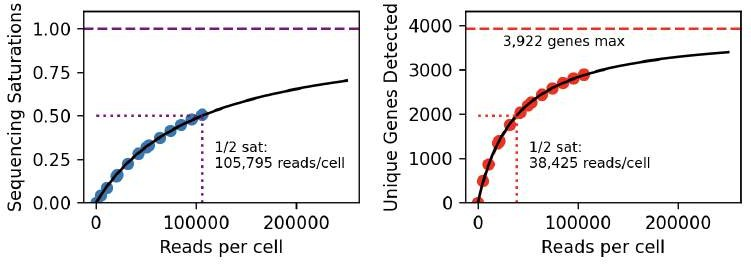 Sequencing Saturations
1.00
0.75
0.50
0.25
0.00
1/2 sat:
105,795 reads/cell
0
100000
200000
Reads per cell
Unique Genes Detected
4000
3000
2000
1000
0
3,922 genes max
1/2 sat:
38,425 reads/cell
0
100000
200000
Reads per cell